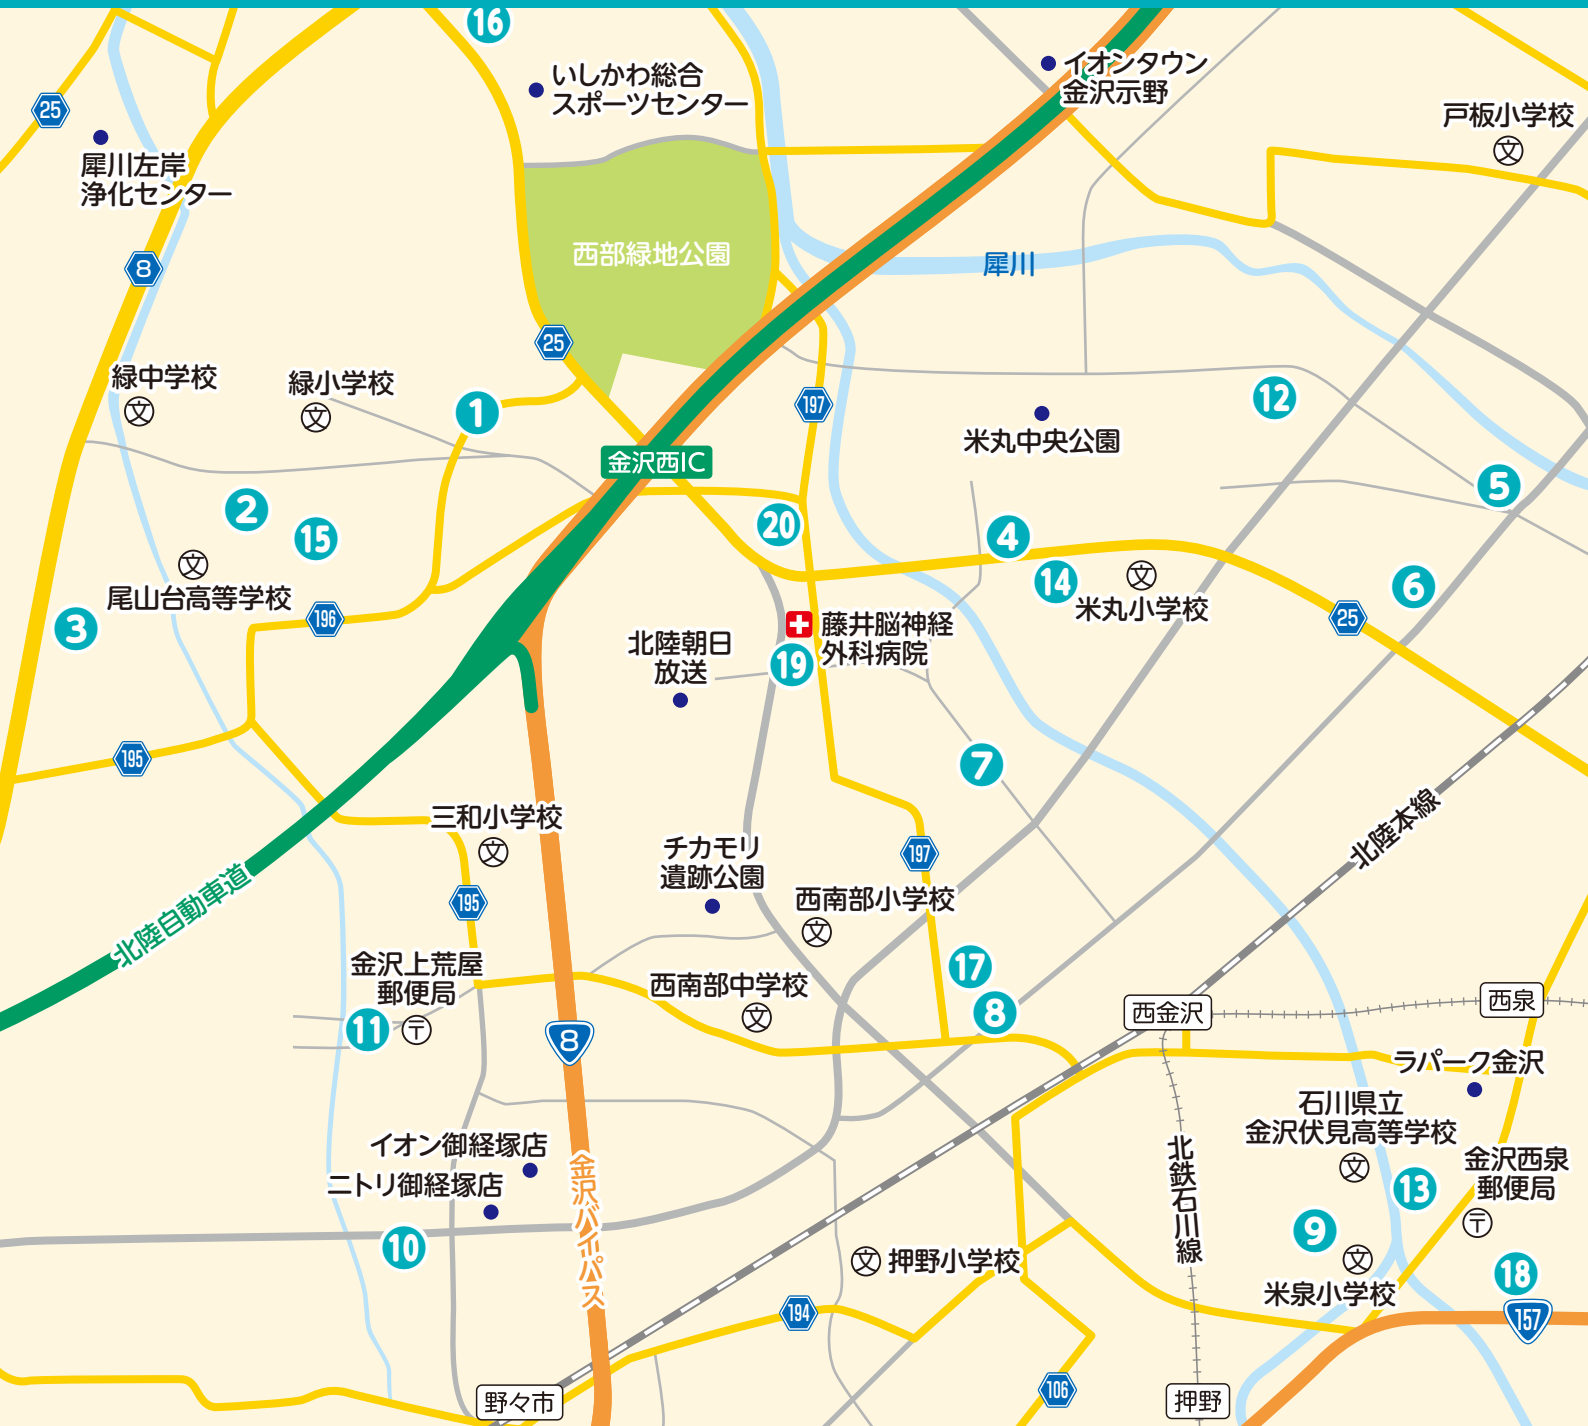 16
いしかわ総合
スポーツセンター
イオンタウン
金沢示野
25
戸板小学校
文
犀川左岸
浄化センター
西部緑地公園
犀川
8
25
緑中学校
文
緑小学校
文
1
197
12
米丸中央公園
金沢西IC
2
15
20
4
5
文
尾山台高等学校
14
文
米丸小学校
6
3
196
25
藤井脳神経
外科病院
19
北陸朝日
放送
195
7
三和小学校
文
北陸本線
チカモリ
遺跡公園
197
195
西南部小学校
文
北陸自動車道
金沢上荒屋
郵便局
〒
11
西南部中学校
文
17
8
西金沢
西泉
8
ラパーク金沢
石川県立
金沢伏見高等学校
文
イオン御経塚店
ニトリ御経塚店
金沢バイパス
北鉄石川線
金沢西泉
郵便局
〒
13
9
10
文
押野小学校
文
米泉小学校
18
194
157
野々市
106
押野